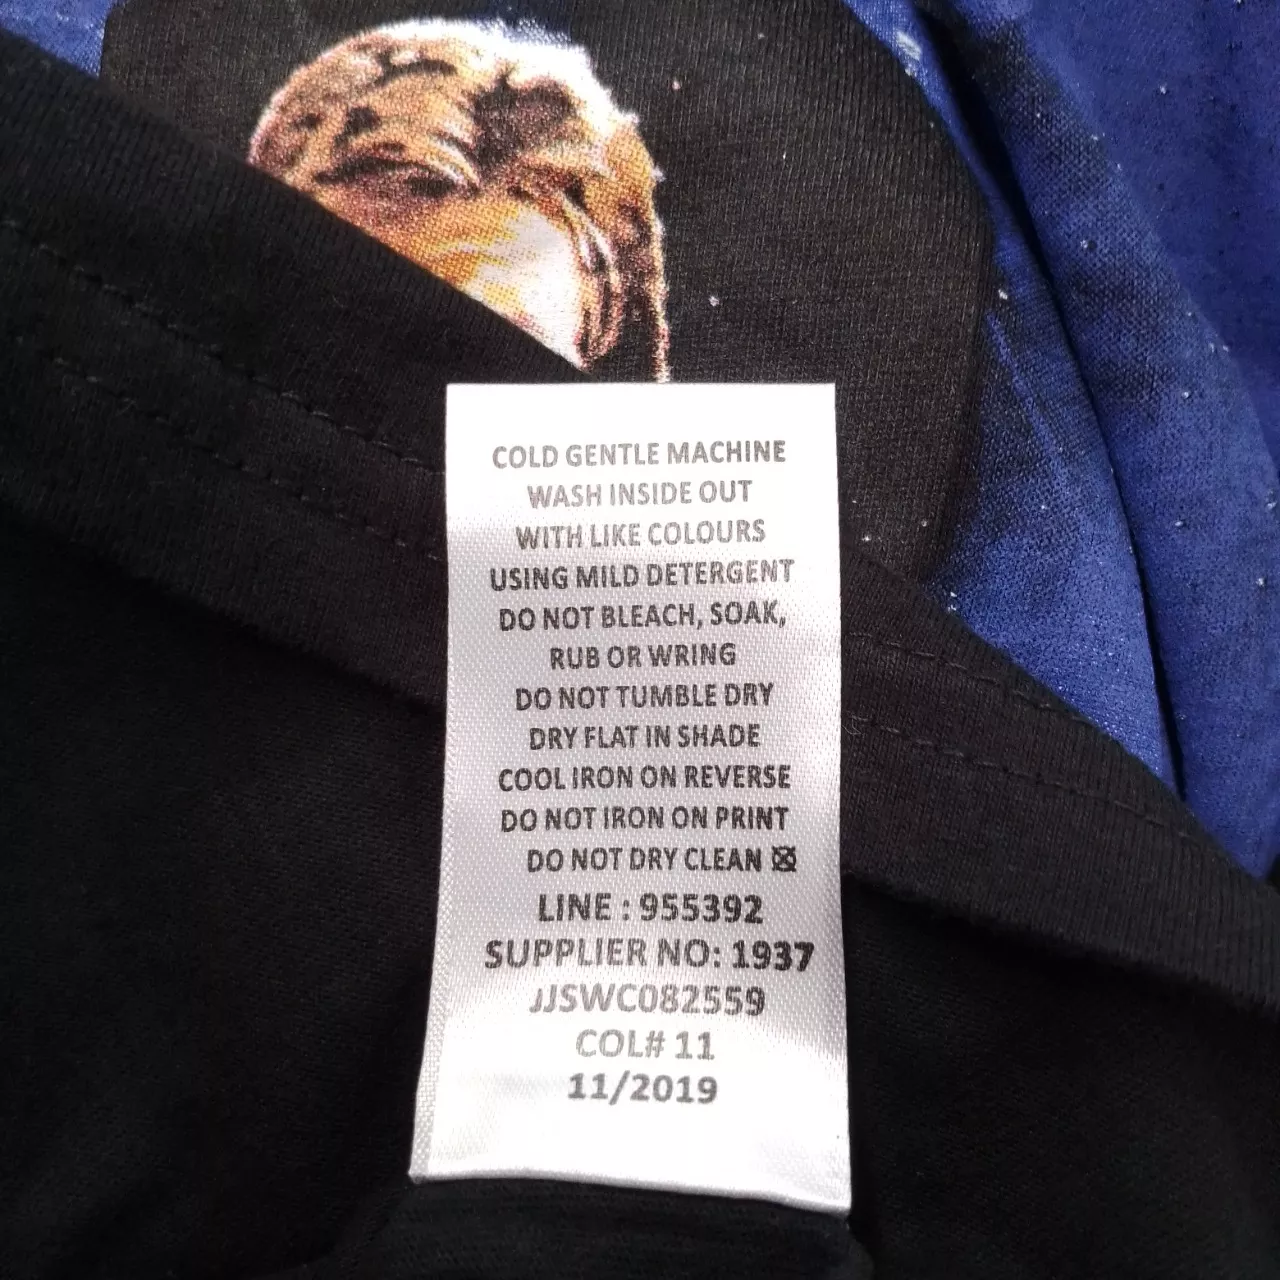 COLD GENTLE MACHINE
WASH INSIDE OUT
WITH LIKE COLOURS
USING MILD DETERGENT
DO NOT BLEACH, SOAK,
RUB OR WRING
DO NOT TUMBLE DRY
DRY FLAT IN SHADE
COOL IRON ON REVERSE
DO NOT IRON ON PRINT
DO NOT DRY CLEAN
LINE : 955392
SUPPLIER NO: 1937
JJSWC082559
COL# 11
11/2019